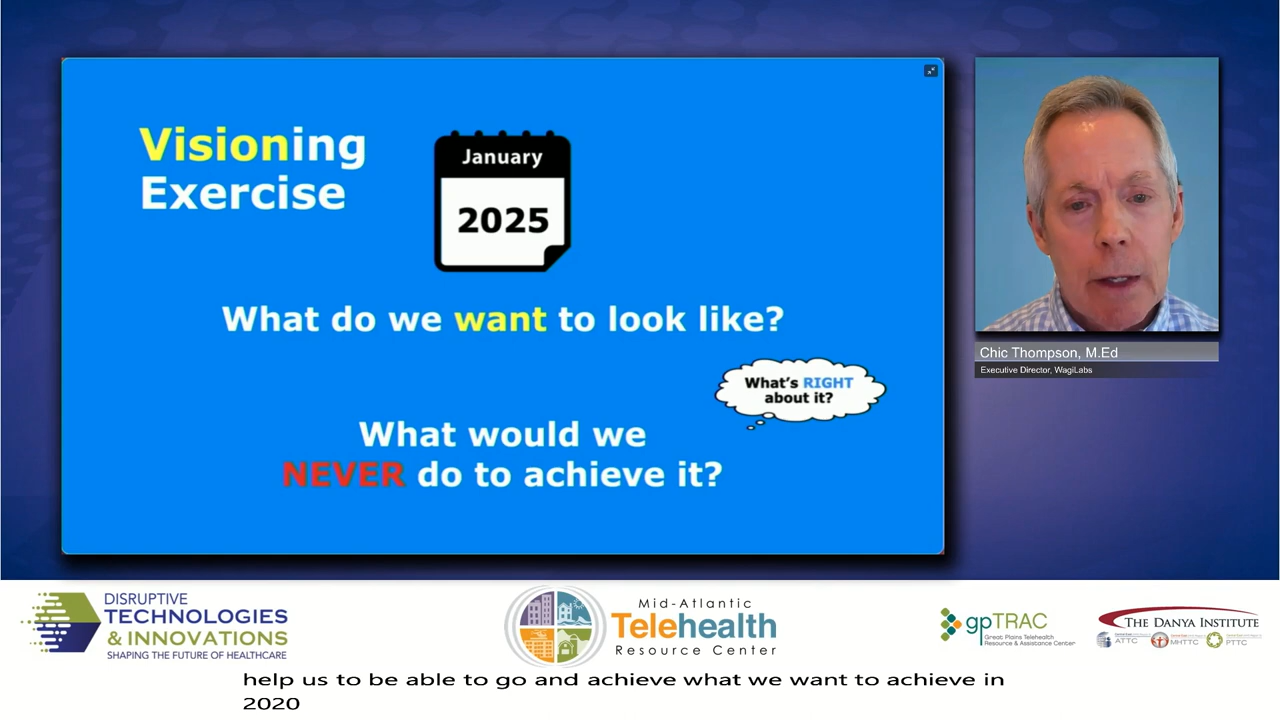 Visioning
Exercise
January
2025
What do we want to look like?
What's RIGHT
about it?
What would we
NEVER do to achieve it?
Chic Thompson, M.Ed
Executive Director, WagiLabs
DISRUPTIVE
TECHNOLOGIES
& INNOVATIONS
SHAPING THE FUTURE OF HEALTHCARE
Mid-Atlantic
Telehealth
Resource Center
gpTRAC
Great Plains Telehealth
Resource & Assistance Center
THE DANYA INSTITUTE
ATTC
MHTTC
PTTC
help us to be able to go and achieve what we want to achieve in
2020